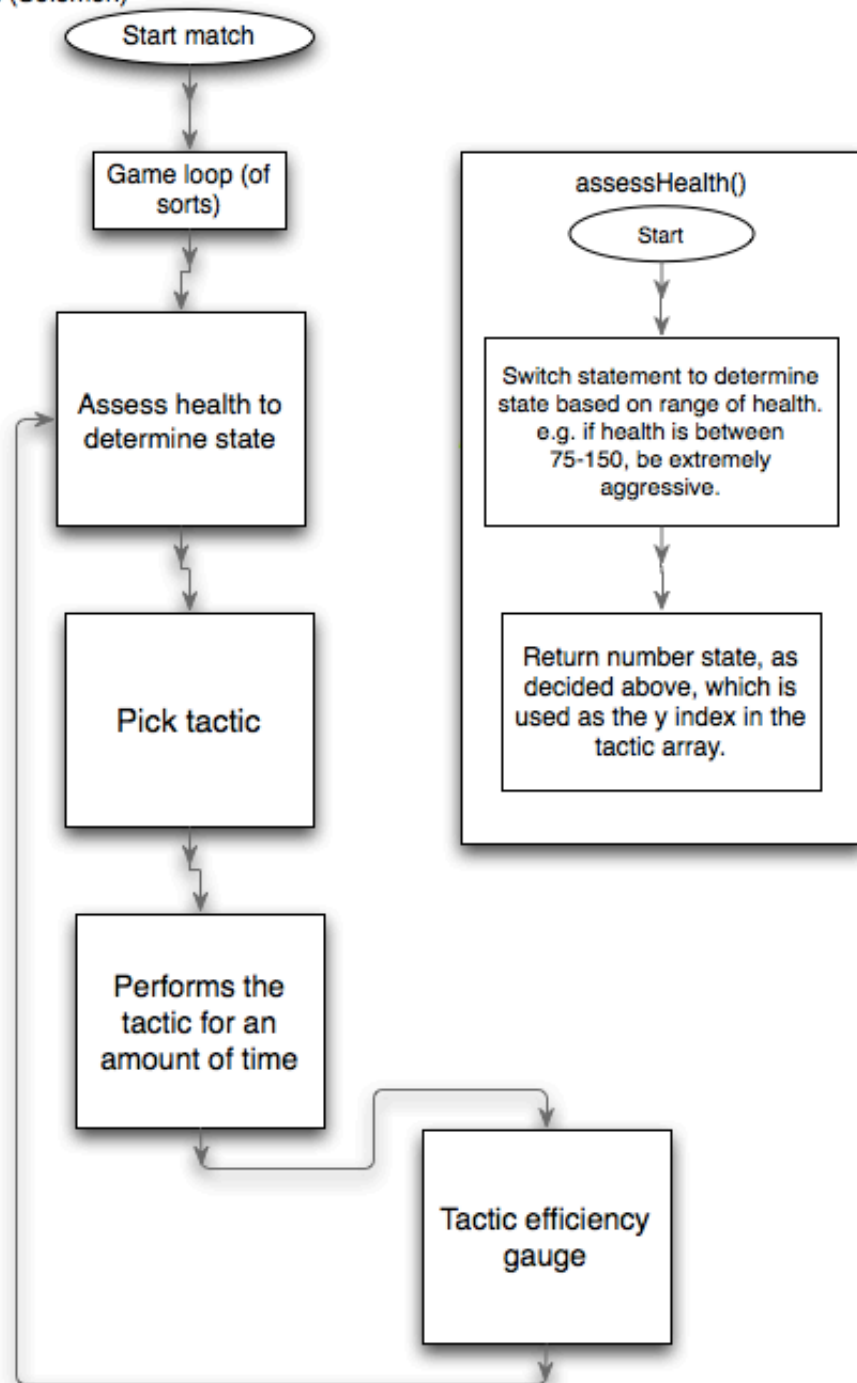 Start match
Game loop (of
sorts)
Assess health to
determine state
Pick tactic
Performs the
tactic for an
amount of time
Tactic efficiency
gauge
assessHealth()
Start
Switch statement to determine
state based on range of health.
e.g. if health is between
75-150, be extremely
aggressive.
Return number state, as
decided above, which is
used as the y index in the
tactic array.